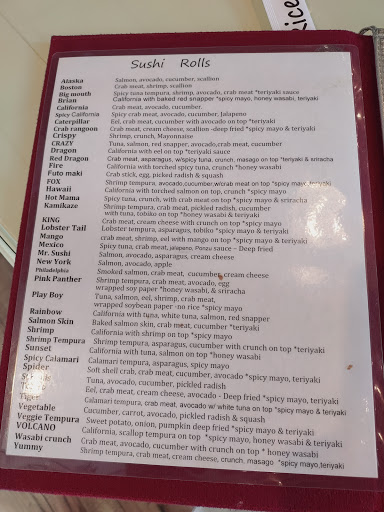 Rice
Sushi Rolls
Alaska Salmon, avocado, cucumber, scallion
Boston Crab meat, shrimp, scallion
Big mouth Spicy tuna tempura, shrimp, avocado, crab meat *teriyaki sauce
Brian California with baked red snapper *spicy mayo, honey wasabi, teriyaki
California Crab meat, avocado, cucumber.
Spicy California Spicy crab meat, avocado, cucumber, Jalapeno
Caterpillar Eel, crab meat, cucumber with avocado on top *teriyaki
Crab rangoon Crab meat, cream cheese, scallion -deep fried *spicy mayo & teriyaki
Crispy Shrimp, crunch, Mayonnaise
CRAZY Tuna, salmon, red snapper, avocado,crab meat, cucumber
Dragon California with eel on top *teriyaki sauce
Red Dragon Crab meat, asparagus, w/spicy tuna, crunch, masago on top *teriyaki & sriracha
Fire California with torched spicy tuna, crunch *honey wasabi
Futo maki Crab stick, egg, picked radish & squash
FOX Shrimp tempura, avocado,cucumber,w/crab meat on top *spicy mayo, teriyaki
Hawaii California with torched salmon on top, crunch *spicy mayo
Hot Mama Spicy tuna, crunch, with crab meat on top *spicy mayo & sriracha
Kamikaze Shrimp tempura, crab meat, pickled radish, cucumber
with tuna, tobiko on top *honey wasabi & teriyaki
KING Crab meat, cream cheese with crunch on top *spicy mayo
Lobster Tail Lobster tempura, asparagus, tobiko *spicy mayo & teriyaki
Mango crab meat, shrimp, eel with mango on top *spicy mayo & teriyaki
Mexico Spicy tuna, crab meat, jalapeno, Ponzu sauce – Deep fried
Mr. Sushi Salmon, avocado, asparagus, cream cheese
New York Salmon, avocado, apple
Philadelphia Smoked salmon, crab meat, cucumber, cream cheese
Pink Panther Shrimp tempura, crab meat, avocado, egg
wrapped soy paper *honey wasabi, & sriracha
Play Boy Tuna, salmon, eel, shrimp, crab meat,
wrapped soybean paper -no rice *spicy mayo
Rainbow California with tuna, white tuna, salmon, red snapper
Salmon Skin Baked salmon skin, crab meat, cucumber *teriyaki
Shrimp California with shrimp on top *spicy mayo
Shrimp Tempura Shrimp tempura, asparagus, cucumber with crunch on top *teriyaki
Sunset California with tuna, salmon on top *honey wasabi
Spicy Calamari Calamari tempura, asparagus, spicy mayo
Spider Soft shell crab, crab meat, cucumber, avocado *spicy mayo, teriyaki
Tuna, avocado, cucumber, pickled radish
Eel, crab meat, cream cheese, avocado - Deep fried *spicy mayo, teriyaki
Tiger Calamari tempura, crab meat, avocado w/ white tuna on top *spicy mayo & teriyaki
Vegetable Cucumber, carrot, avocado, pickled radish & squash
Veggie Tempura Sweet potato, onion, pumpkin deep fried *spicy mayo & teriyaki
VOLCANO California, scallop tempura on top *spicy mayo, honey wasabi & teriyaki
Wasabi crunch Crab meat, avocado, cucumber with crunch on top * honey wasabi
Yummy Shrimp tempura, crab meat, cream cheese, crunch, masago *spicy mayo,teriyaki